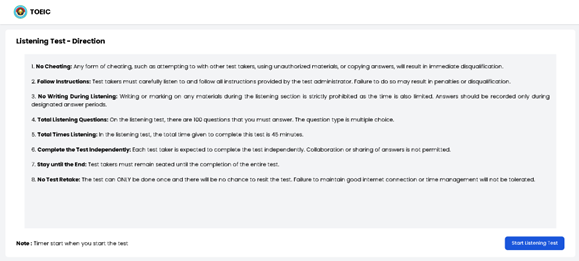 TOEIC
Listening Test - Direction
1. No Cheating: Any form of cheating, such as attempting to with other test takers, using unauthorized materials, or copying answers, will result in immediate disqualification.
2. Follow Instructions: Test takers must carefully listen to and follow all instructions provided by the test administrator. Failure to do so may result in penalties or disqualification.
3. No Writing During Listening: Writing or marking on any materials during the listening section is strictly prohibited as the time is also limited. Answers should be recorded only during
designated answer periods.
4. Total Listening Questions: On the listening test, there are 100 questions that you must answer. The question type is multiple choice.
5. Total Times Listening: In the listening test, the total time given to complete this test is 45 minutes.
6. Complete the Test Independently: Each test taker is expected to complete the test independently. Collaboration or sharing of answers is not permitted.
7. Stay until the End: Test takers must remain seated until the completion of the entire test.
8. No Test Retake: The test can ONLY be done once and there will be no chance to resit the test. Failure to maintain good internet connection or time management will not be tolerated.
Note : Timer start when you start the test
Start Listening Test